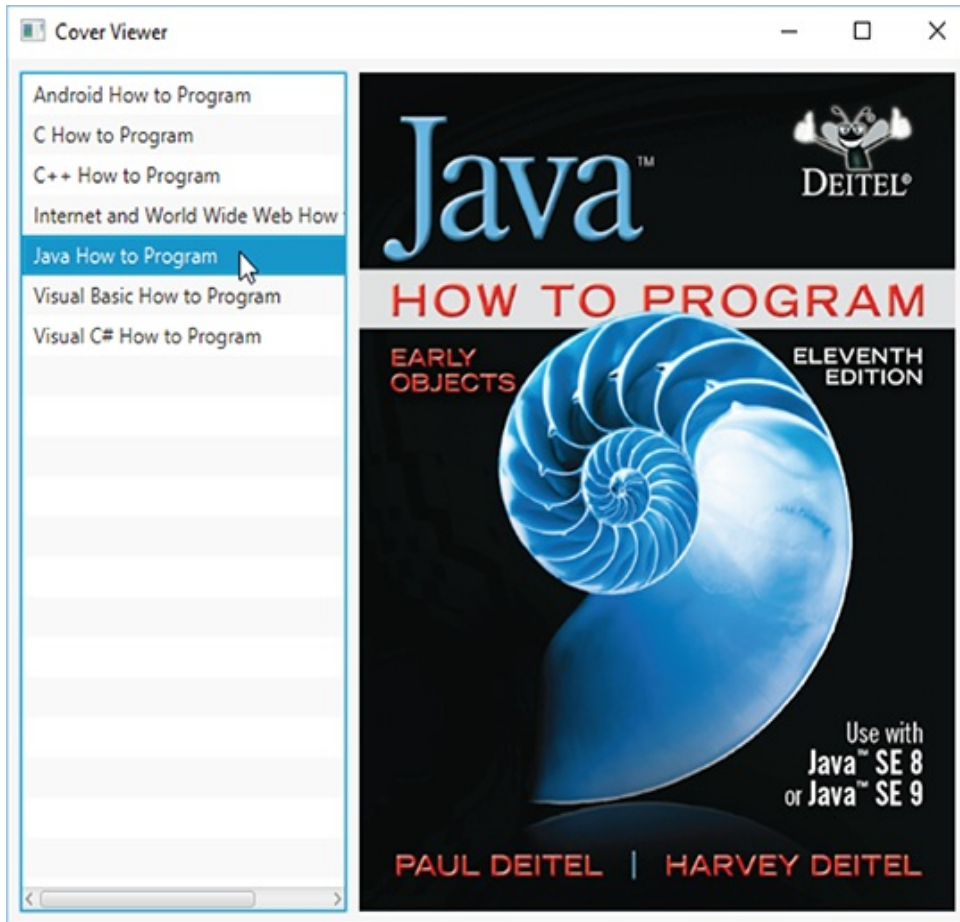 Cover Viewer
Android How to Program
C How to Program
C++ How to Program
Internet and World Wide Web How
Java How to Program
Visual Basic How to Program
Visual C# How to Program
Java™
DEITEL®
HOW TO PROGRAM
EARLY
OBJECTS
ELEVENTH
EDITION
Use with
Java™ SE 8
or Java™ SE 9
PAUL DEITEL | HARVEY DEITEL